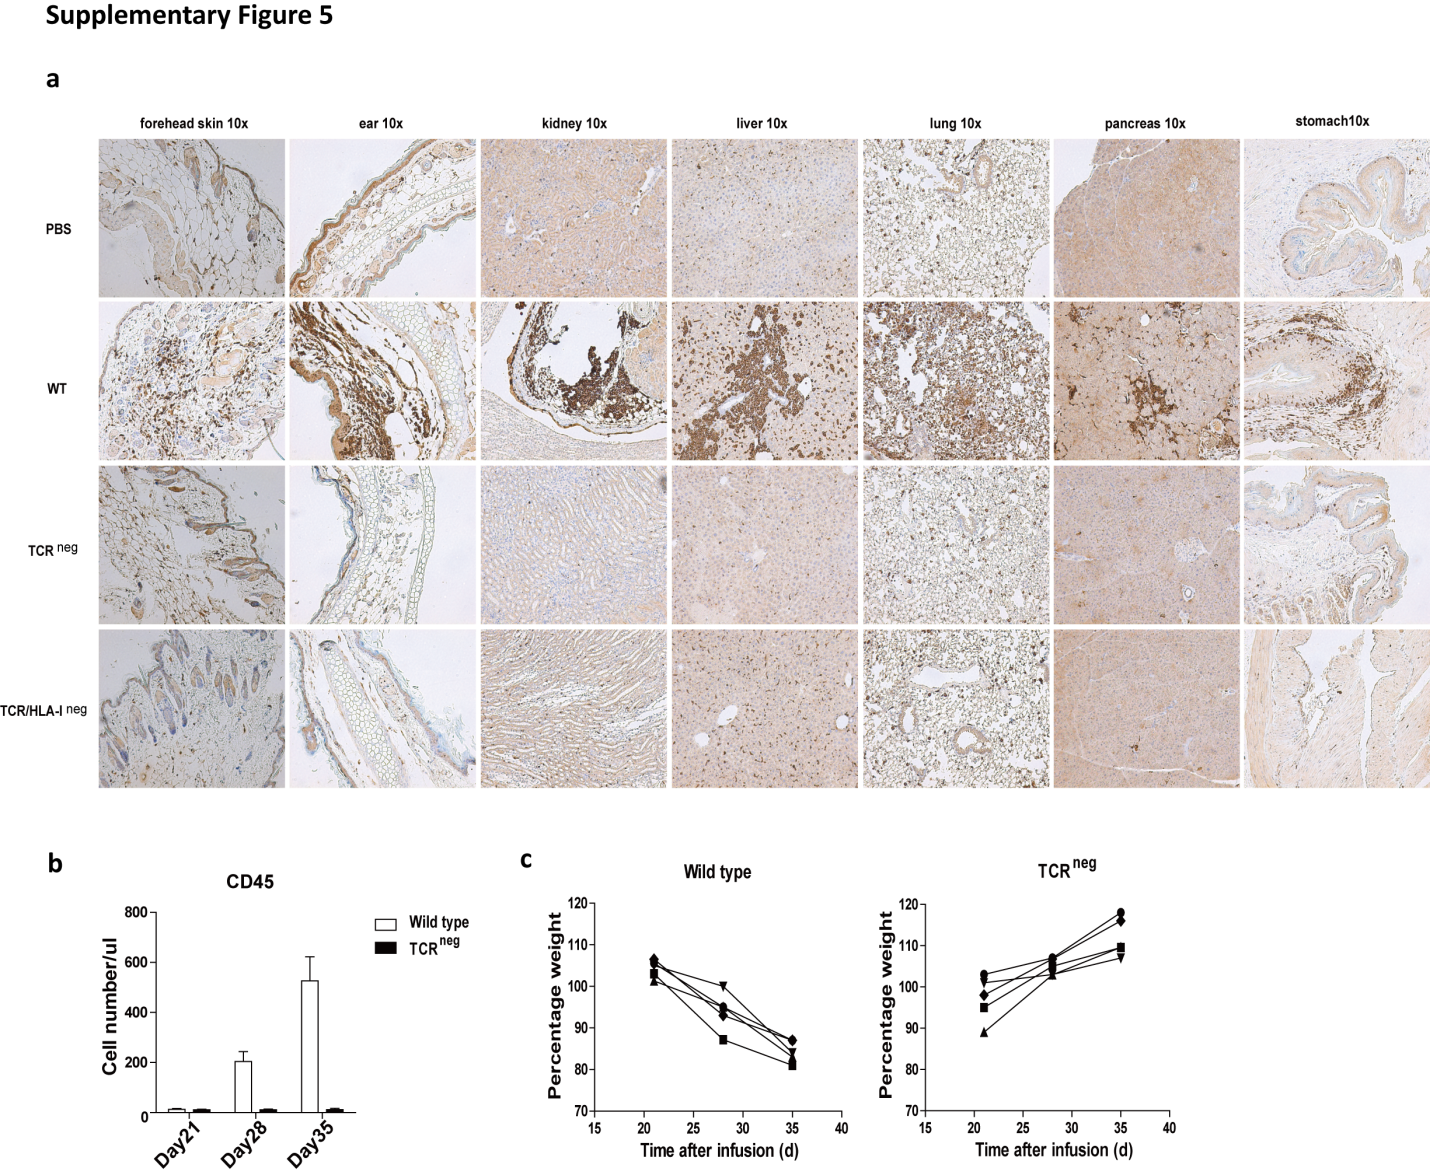 Supplementary Figure 5
a
forehead skin 10x ear 10x kidney 10x liver 10x lung 10x pancreas 10x stomach10x
PBS
WT
TCR neg
TCR/HLA-I neg
b
CD45
Cell number/ul
800
600
400
200
0
Day21 Day28 Day35
Wild type
TCR neg
c
Wild type
Percentage weight
120
110
100
90
80
70
15 20 25 30 35 40
Time after infusion (d)
TCR neg
Percentage weight
120
110
100
90
80
70
15 20 25 30 35 40
Time after infusion (d)